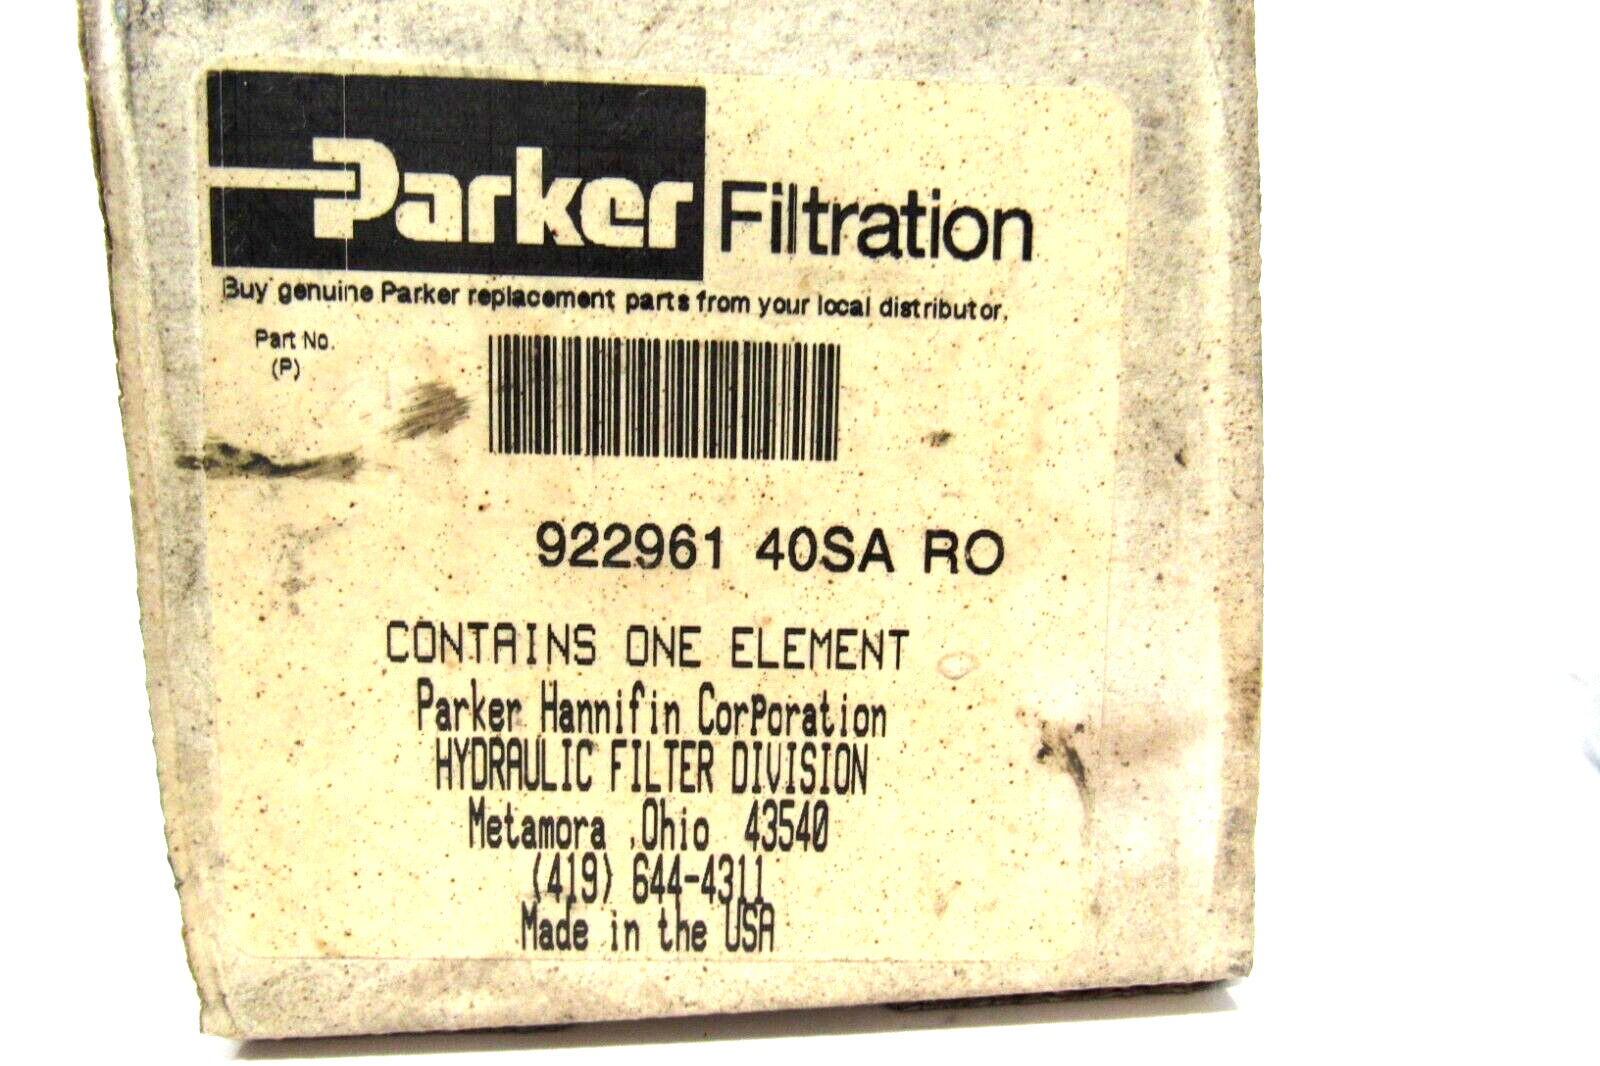 Parker Filtration
Buy genuine Parker replacement parts from your local distributor.
Part No.
(P)
922961 40SA RO
CONTAINS ONE ELEMENT
Parker Hannifin CorPoration
HYDRAULIC FILTER DIVISION
Metamora ,Ohio 43540
(419) 644-4311
Made in the USA